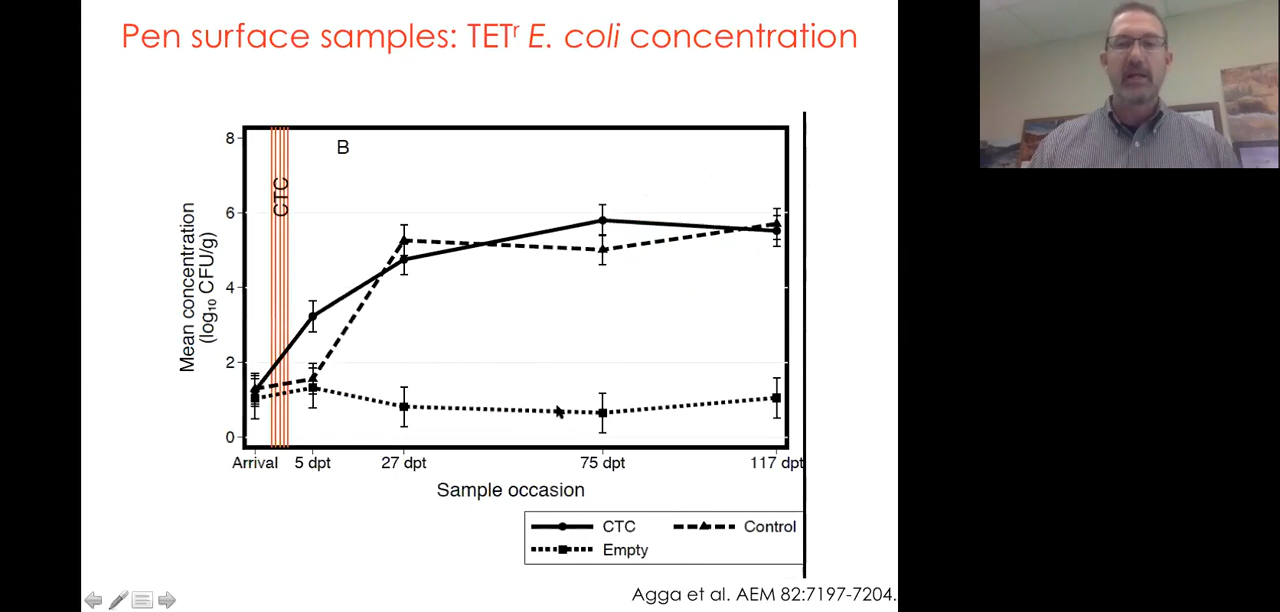 Pen surface samples: TETr E. coli concentration
B
CTC
8
6
4
2
0
Mean concentration
(log10 CFU/g)
Arrival 5 dpt 27 dpt 75 dpt 117 dpt
Sample occasion
CTC Control
Empty
Agga et al. AEM 82:7197-7204.